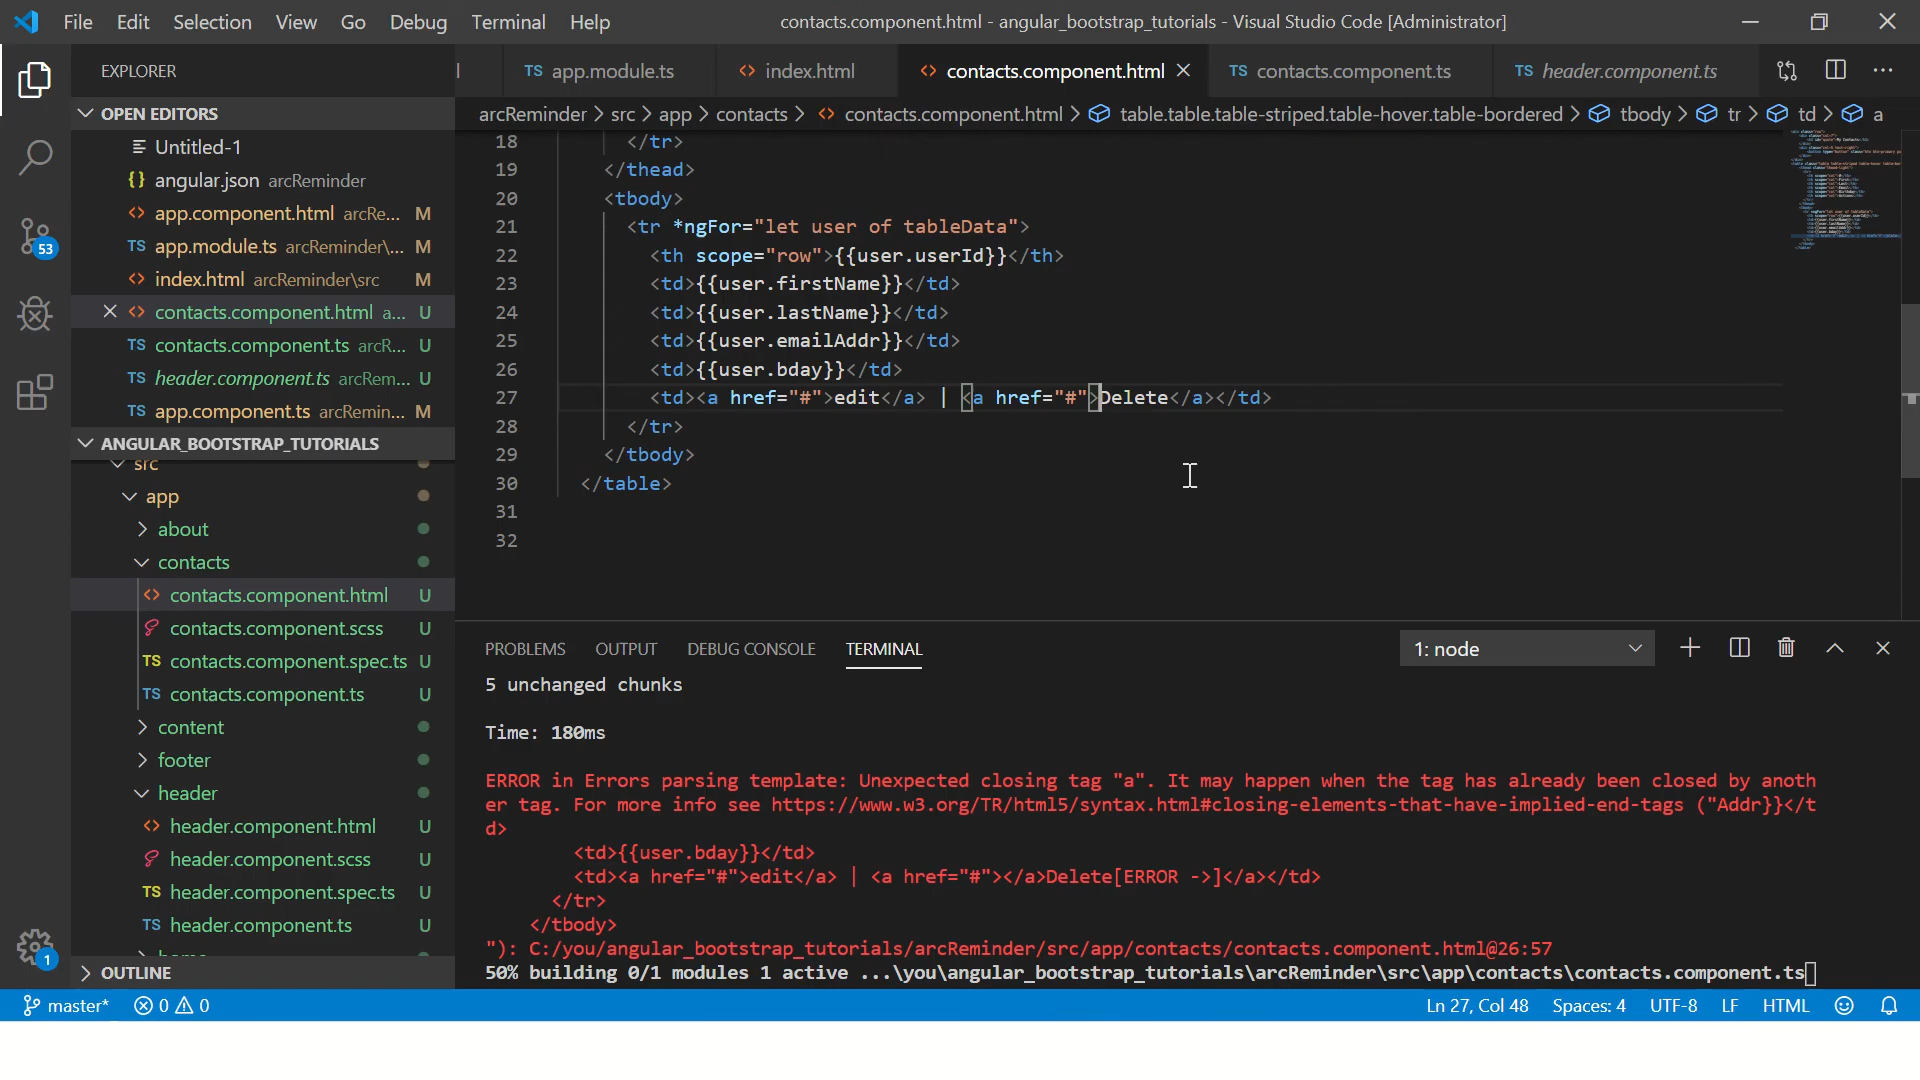 File Edit Selection View Go Debug Terminal Help contacts.component.html - angular_bootstrap_tutorials - Visual Studio Code [Administrator]
EXPLORER
TS app.module.ts <> index.html <> contacts.component.html TS contacts.component.ts TS header.component.ts ...
arcReminder > src > app > contacts > <> contacts.component.html > table.table.table-striped.table-hover.table-bordered > tbody > tr > td > a
OPEN EDITORS
Untitled-1
{} angular.json arcReminder
<> app.component.html arcRe... M
TS app.module.ts arcReminder\... M
<> index.html arcReminder\src M
<> contacts.component.html a... U
TS contacts.component.ts arcR... U
TS header.component.ts arcRem... U
TS app.component.ts arcRemin... M
ANGULAR_BOOTSTRAP_TUTORIALS
src
app
about
contacts
<> contacts.component.html U
contacts.component.scss U
TS contacts.component.spec.ts U
TS contacts.component.ts U
content
footer
header
<> header.component.html U
header.component.scss U
TS header.component.spec.ts U
TS header.component.ts U
OUTLINE
53
1
18 </tr>
19 </thead>
20 <tbody>
21 <tr *ngFor="let user of tableData">
22 <th scope="row">{{user.userId}}</th>
23 <td>{{user.firstName}}</td>
24 <td>{{user.lastName}}</td>
25 <td>{{user.emailAddr}}</td>
26 <td>{{user.bday}}</td>
27 <td><a href="#">edit</a> | <a href="#">Delete</a></td>
28 </tr>
29 </tbody>
30 </table>
31
32
PROBLEMS OUTPUT DEBUG CONSOLE TERMINAL 1: node
5 unchanged chunks
Time: 180ms
ERROR in Errors parsing template: Unexpected closing tag "a". It may happen when the tag has already been closed by anoth
er tag. For more info see https://www.w3.org/TR/html5/syntax.html#closing-elements-that-have-implied-end-tags ("Addr}}</t
d>
<td>{{user.bday}}</td>
<td><a href="#">edit</a> | <a href="#"></a>Delete[ERROR ->]</a></td>
</tr>
</tbody>
"): C:/you/angular_bootstrap_tutorials/arcReminder/src/app/contacts/contacts.component.html@26:57
50% building 0/1 modules 1 active ...\you\angular_bootstrap_tutorials\arcReminder\src\app\contacts\contacts.component.ts
master* 0 0 Ln 27, Col 48 Spaces: 4 UTF-8 LF HTML